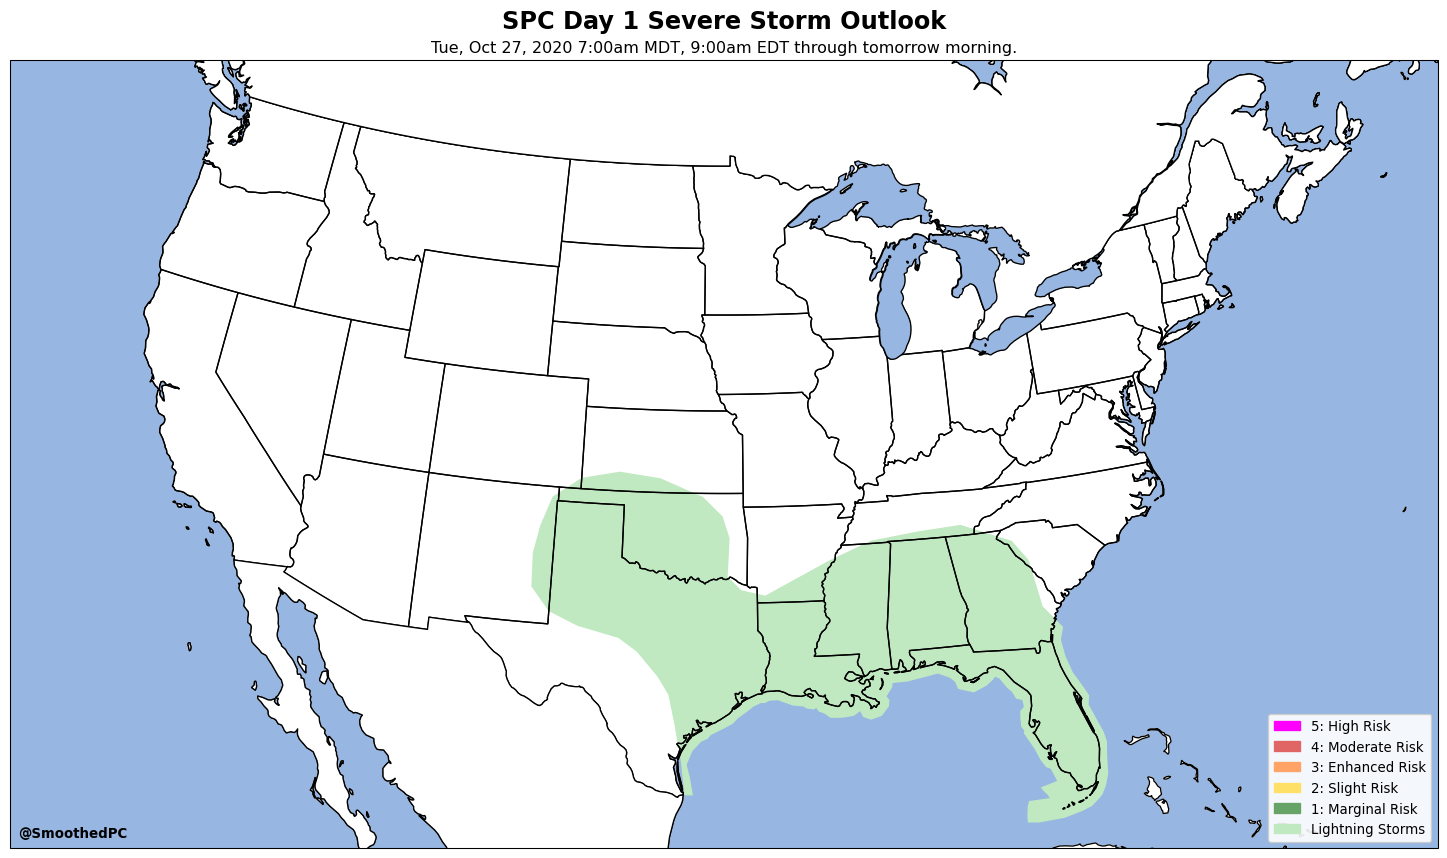 SPC Day 1 Severe Storm Outlook
Tue, Oct 27, 2020 7:00am MDT, 9:00am EDT through tomorrow morning.
5: High Risk
4: Moderate Risk
3: Enhanced Risk
2: Slight Risk
1: Marginal Risk
Lightning Storms
@SmoothedPC